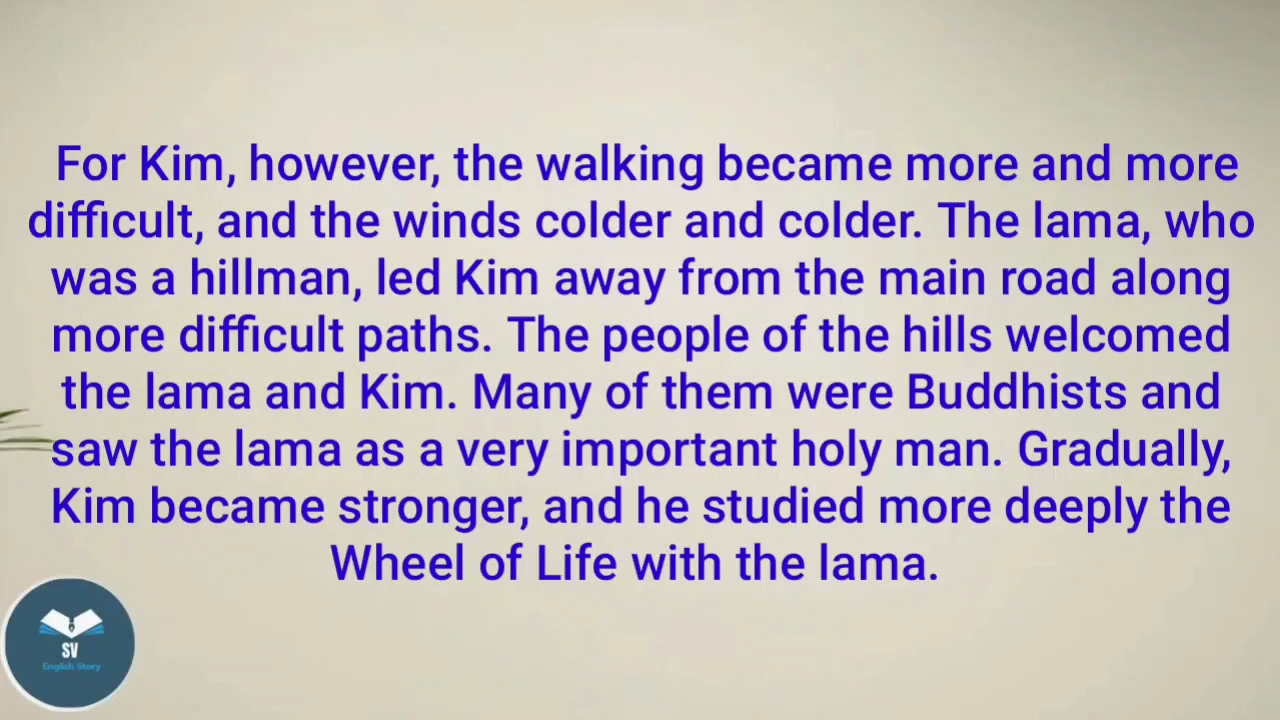 For Kim, however, the walking became more and more
difficult, and the winds colder and colder. The lama, who
was a hillman, led Kim away from the main road along
more difficult paths. The people of the hills welcomed
the lama and Kim. Many of them were Buddhists and
saw the lama as a very important holy man. Gradually,
Kim became stronger, and he studied more deeply the
Wheel of Life with the lama.
SV
English Story